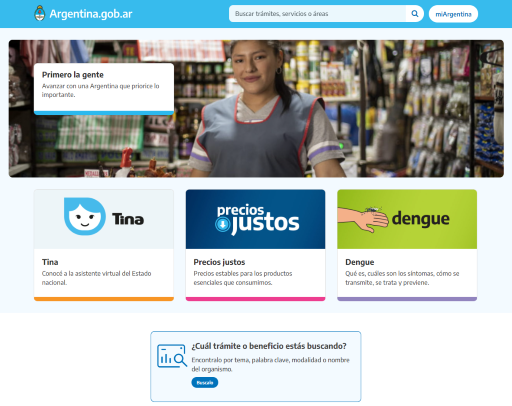 Argentina.gob.ar
Buscar trámites, servicios o áreas
miArgentina
Primero la gente
Avanzar con una Argentina que priorice lo
importante.
Tina
precios
justos
dengue
Tina
Conocé a la asistente virtual del Estado
nacional.
Precios justos
Precios estables para los productos
esenciales que consumimos.
Dengue
Qué es, cuáles son los síntomas, cómo se
transmite, se trata y previene.
¿Cuál trámite o beneficio estás buscando?
Encontralo por tema, palabra clave, modalidad o nombre
del organismo.
Buscalo